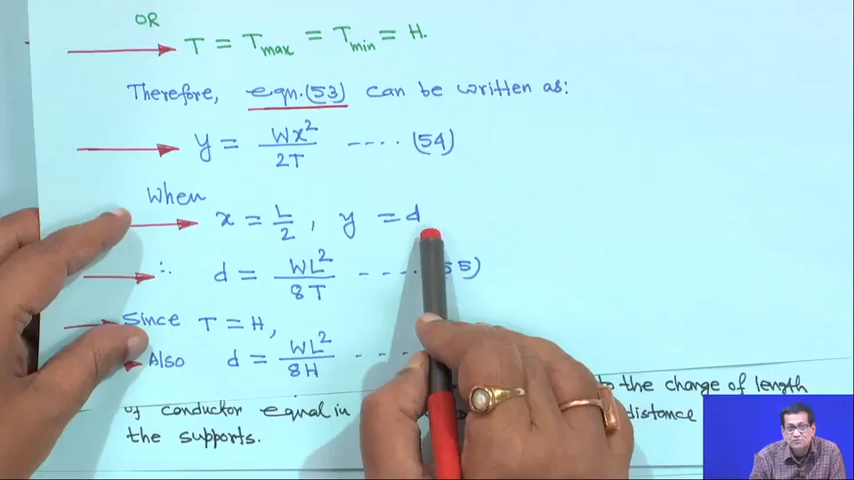 OR
T = Tmax = Tmin = H.
Therefore, eqn.(53) can be written as:
y = Wx²/2T ---- (54)
When
x = L/2, y = d
∴ d = WL²/8T ---- 55)
Since T = H,
Also d = WL²/8H --
to the change of length
of conductor equal in distance
the supports.